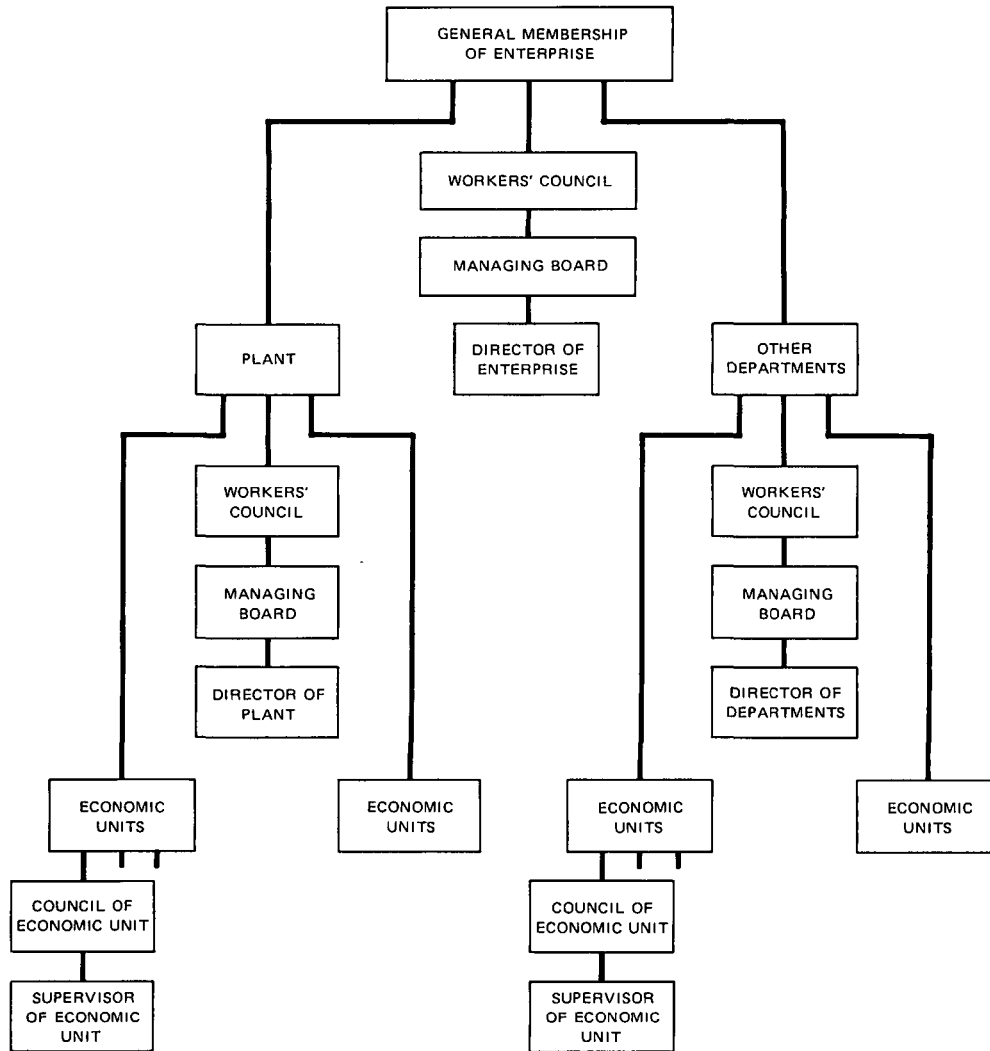 GENERAL MEMBERSHIP
OF ENTERPRISE
WORKERS' COUNCIL
MANAGING BOARD
DIRECTOR OF
ENTERPRISE
PLANT
OTHER
DEPARTMENTS
WORKERS'
COUNCIL
MANAGING
BOARD
DIRECTOR OF
PLANT
WORKERS'
COUNCIL
MANAGING
BOARD
DIRECTOR OF
DEPARTMENTS
ECONOMIC
UNITS
ECONOMIC
UNITS
ECONOMIC
UNITS
ECONOMIC
UNITS
COUNCIL OF
ECONOMIC UNIT
SUPERVISOR
OF ECONOMIC
UNIT
COUNCIL OF
ECONOMIC UNIT
SUPERVISOR
OF ECONOMIC
UNIT